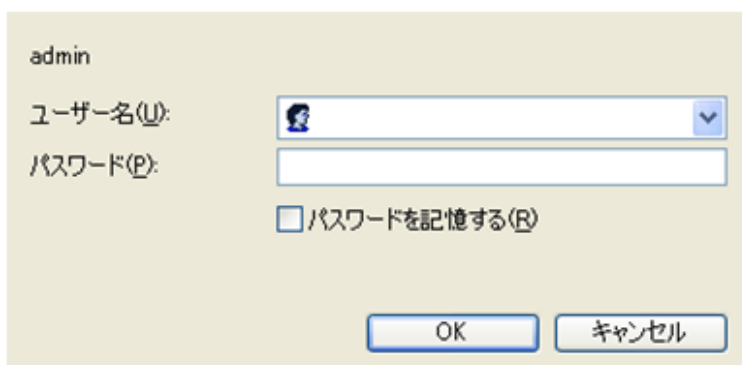 admin
ユーザー名(U):
パスワード(P):
パスワードを記憶する(R)
OK キャンセル